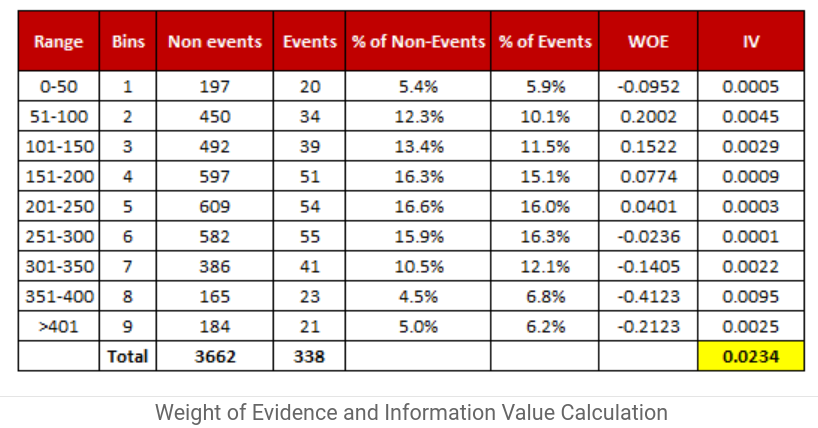 Range Bins Non events Events % of Non-Events % of Events WOE IV
0-50 1 197 20 5.4% 5.9% -0.0952 0.0005
51-100 2 450 34 12.3% 10.1% 0.2002 0.0045
101-150 3 492 39 13.4% 11.5% 0.1522 0.0029
151-200 4 597 51 16.3% 15.1% 0.0774 0.0009
201-250 5 609 54 16.6% 16.0% 0.0401 0.0003
251-300 6 582 55 15.9% 16.3% -0.0236 0.0001
301-350 7 386 41 10.5% 12.1% -0.1405 0.0022
351-400 8 165 23 4.5% 6.8% -0.4123 0.0095
>401 9 184 21 5.0% 6.2% -0.2123 0.0025
Total 3662 338 0.0234
Weight of Evidence and Information Value Calculation